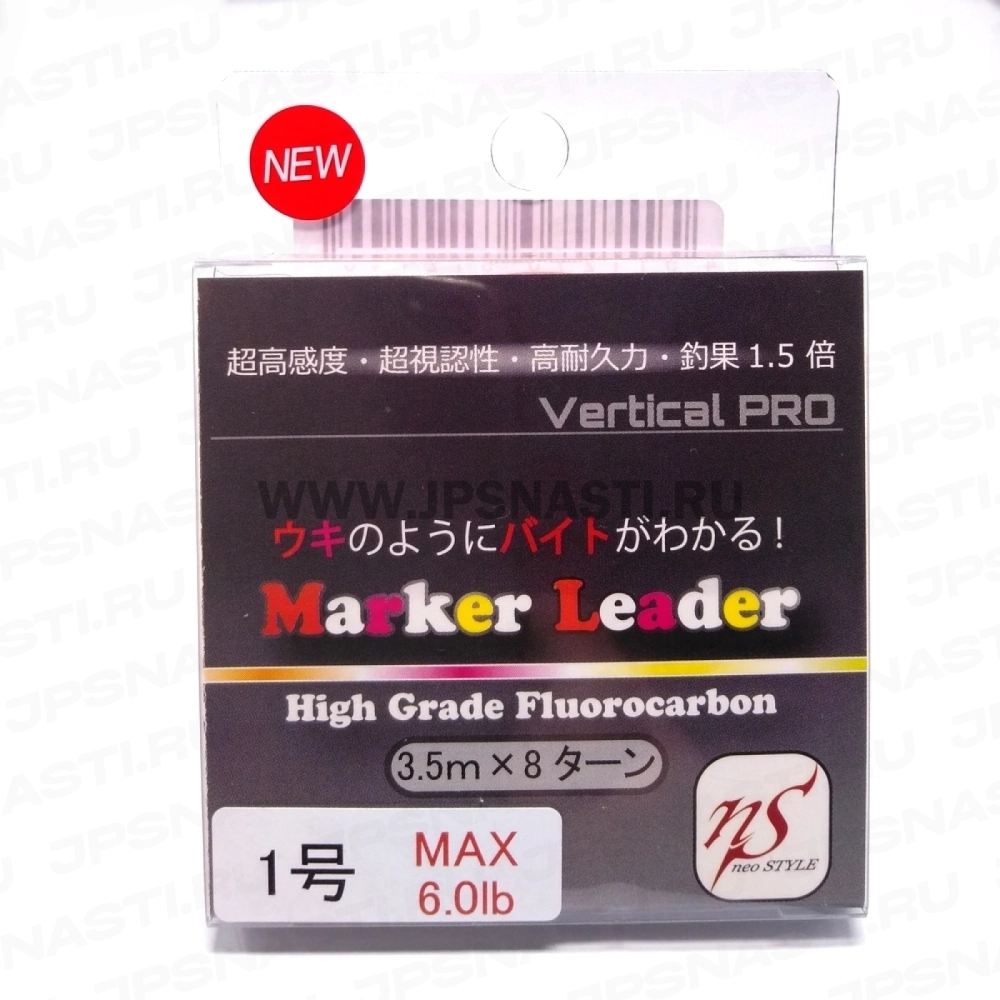 NEW
超高感度・超視認性・高耐久力・釣果1.5倍
Vertical PRO
WWW.JPSNASTI.RU
ウキのようにバイトがわかる！
Marker Leader
High Grade Fluorocarbon
3.5m×8ターン
1号
MAX
6.0lb
nS
neo STYLE
JPSNASTI.RU